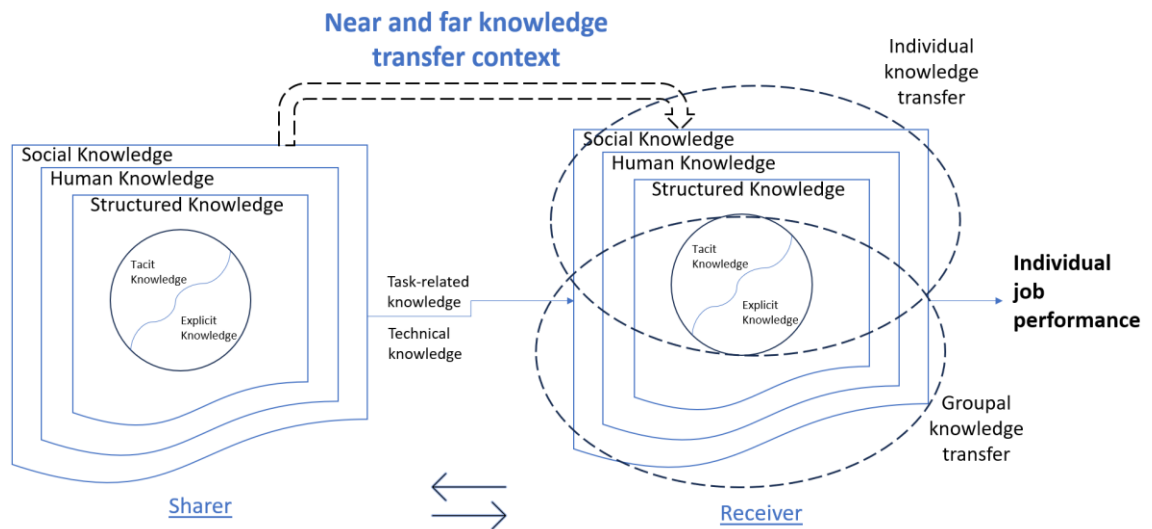 Near and far knowledge
transfer context
Individual
knowledge
transfer
Social Knowledge
Human Knowledge
Structured Knowledge
Tacit
Knowledge
Explicit
Knowledge
Sharer
Task-related
knowledge
Technical
knowledge
Social Knowledge
Human Knowledge
Structured Knowledge
Tacit
Knowledge
Explicit
Knowledge
Receiver
Individual
job
performance
Groupal
knowledge
transfer